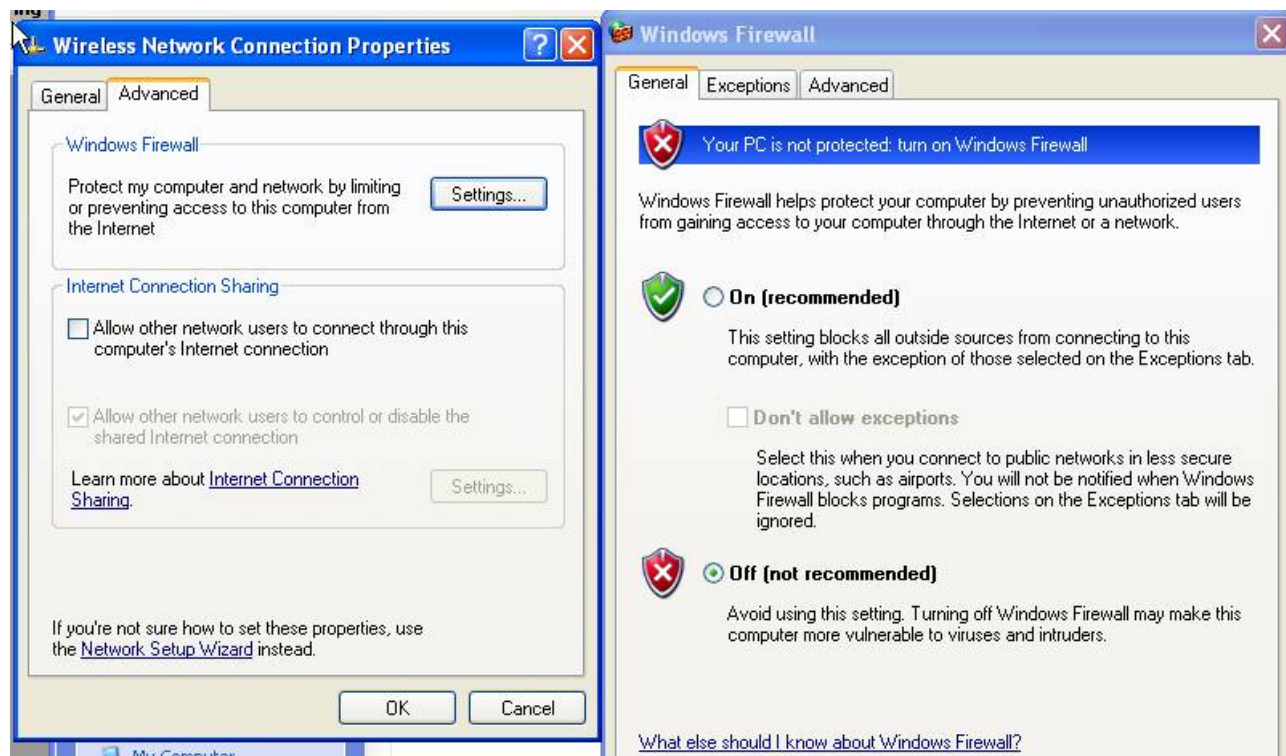 ing
Wireless Network Connection Properties
General
Advanced
Windows Firewall
Protect my computer and network by limiting
or preventing access to this computer from
the Internet
Settings...
Internet Connection Sharing
Allow other network users to connect through this
computer's Internet connection
Allow other network users to control or disable the
shared Internet connection
Learn more about Internet Connection
Sharing.
Settings...
If you're not sure how to set these properties, use
the Network Setup Wizard instead.
OK
Cancel
My Computer
Windows Firewall
General
Exceptions
Advanced
Your PC is not protected: turn on Windows Firewall
Windows Firewall helps protect your computer by preventing unauthorized users
from gaining access to your computer through the Internet or a network.
On (recommended)
This setting blocks all outside sources from connecting to this
computer, with the exception of those selected on the Exceptions tab.
Don't allow exceptions
Select this when you connect to public networks in less secure
locations, such as airports. You will not be notified when Windows
Firewall blocks programs. Selections on the Exceptions tab will be
ignored.
Off (not recommended)
Avoid using this setting. Turning off Windows Firewall may make this
computer more vulnerable to viruses and intruders.
What else should I know about Windows Firewall?